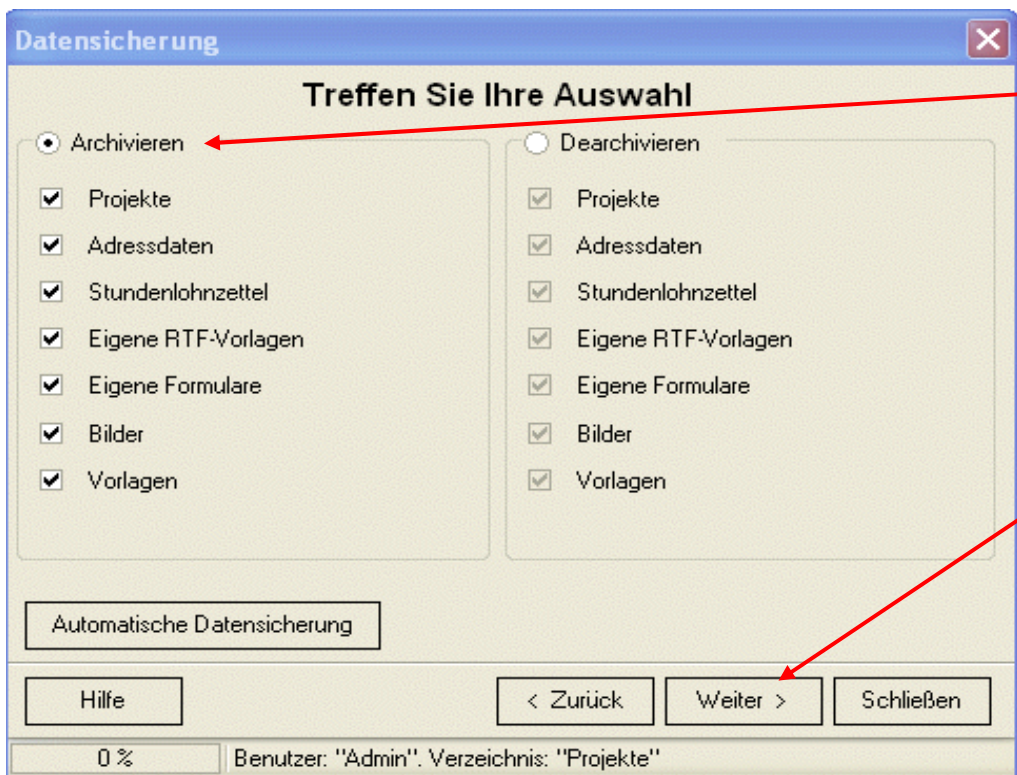 Datensicherung
Treffen Sie Ihre Auswahl
Archivieren
Projekte
Adressdaten
Stundenlohnzettel
Eigene RTF-Vorlagen
Eigene Formulare
Bilder
Vorlagen
Dearchivieren
Projekte
Adressdaten
Stundenlohnzettel
Eigene RTF-Vorlagen
Eigene Formulare
Bilder
Vorlagen
Automatische Datensicherung
Hilfe
< Zurück
Weiter >
Schließen
0 %
Benutzer: "Admin". Verzeichnis: "Projekte"